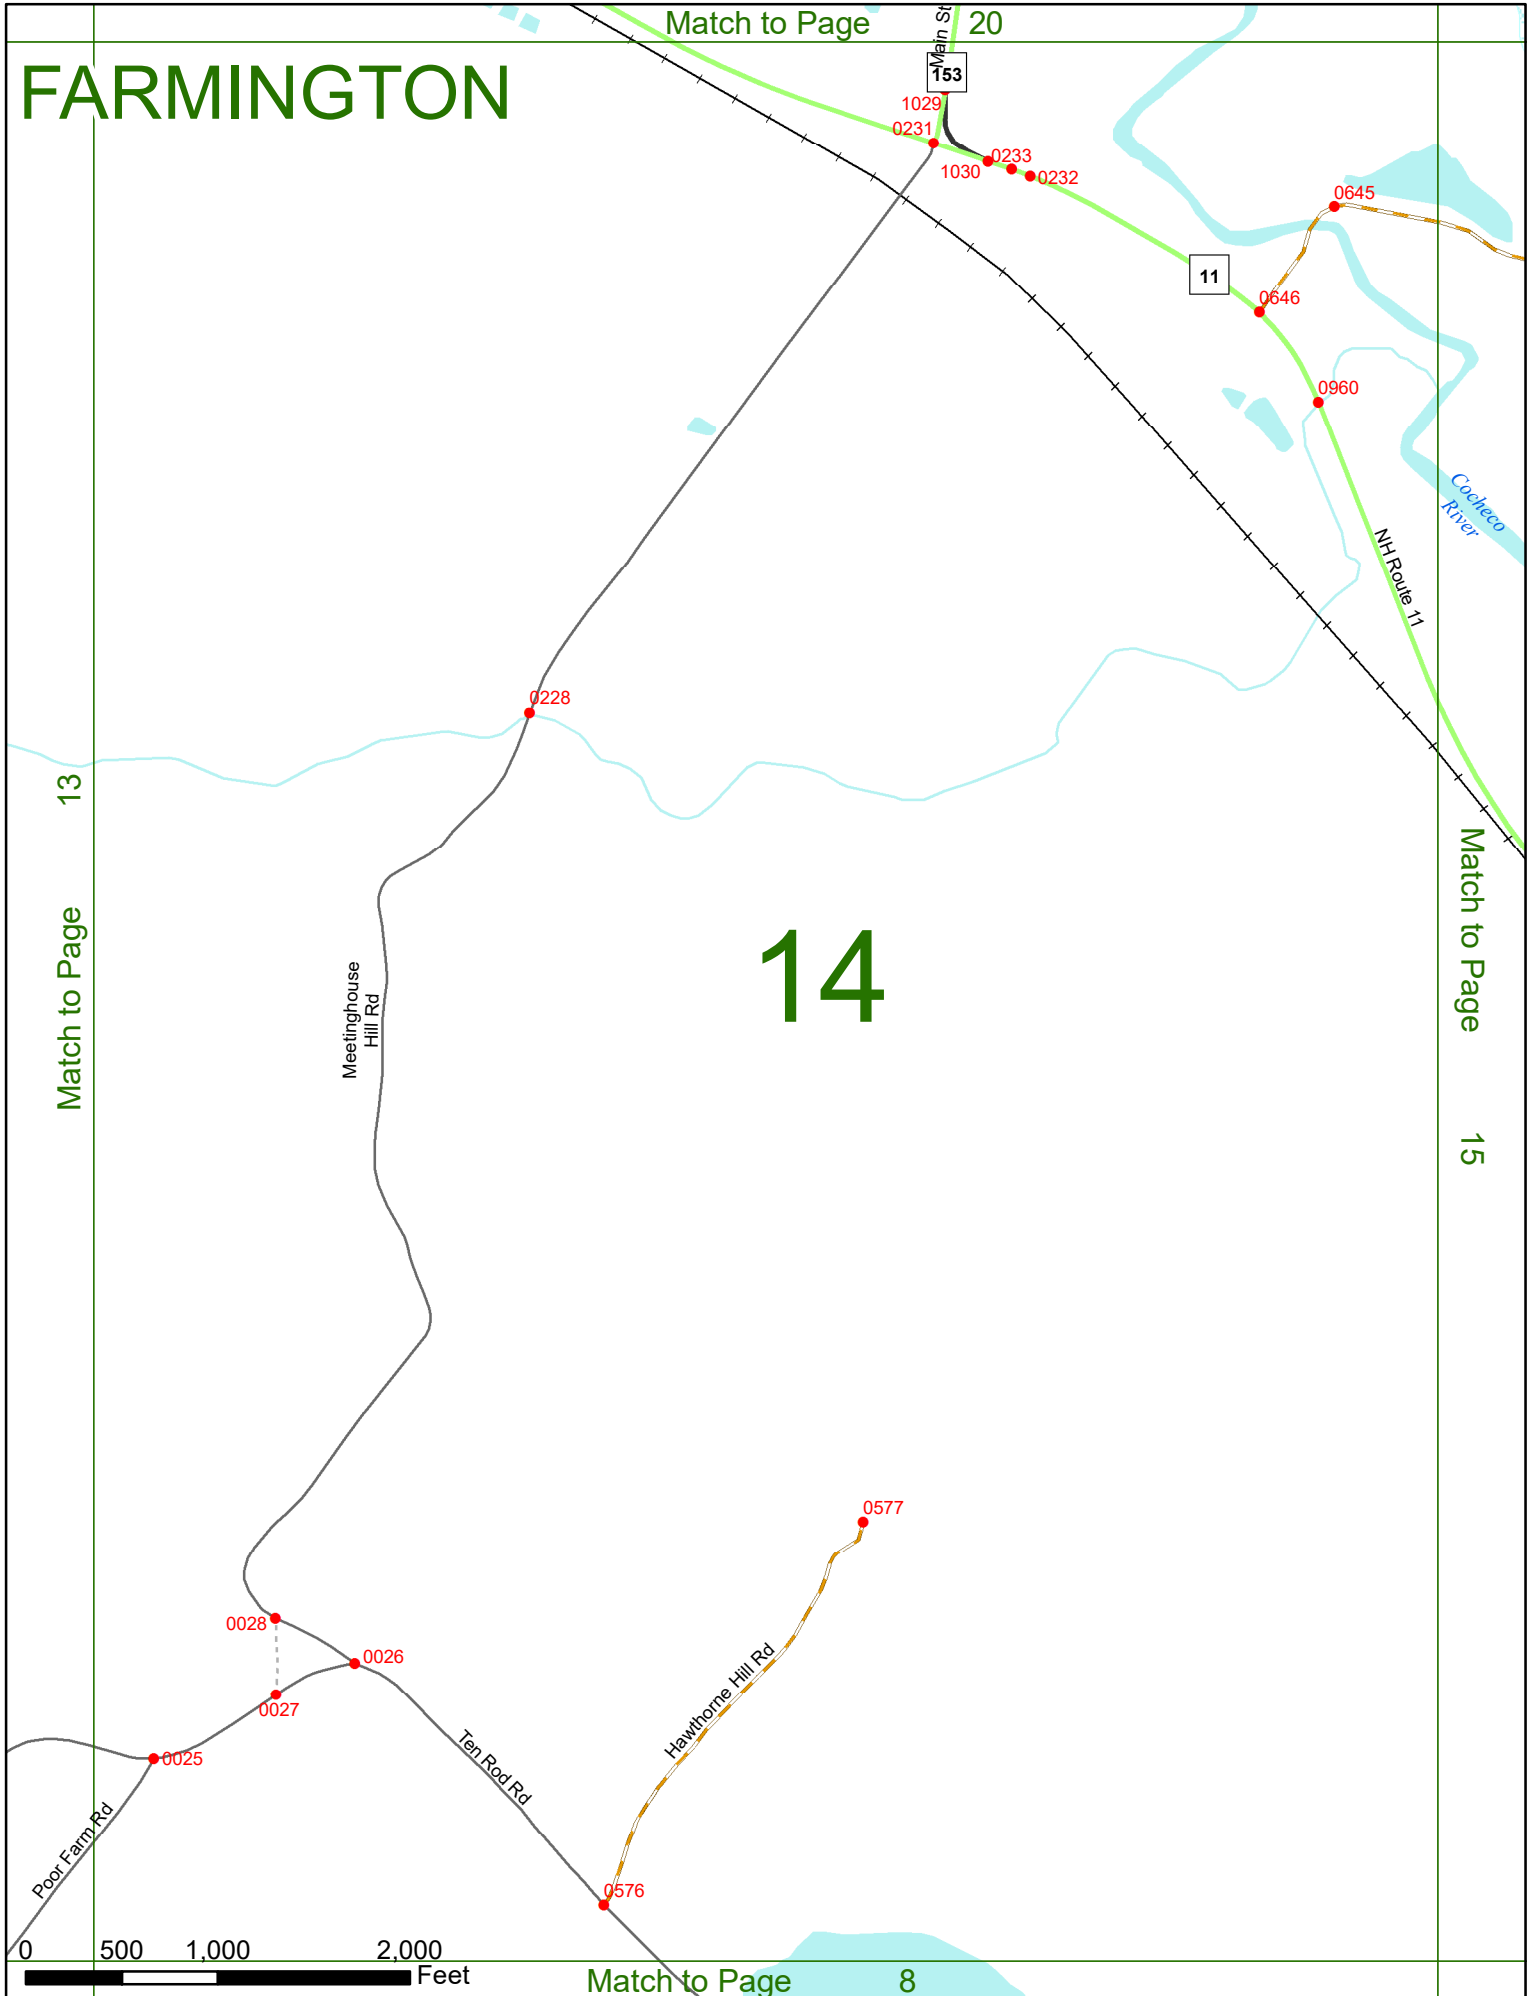 Match to Page 20
FARMINGTON
Main St
153
1029
0231
0233
1030
0232
0645
11
0646
0960
Cocheco
River
NH Route 11
0228
Match to Page 13
14
Match to Page 15
Meetinghouse
Hill Rd
0577
0028
0026
0027
0025
Hawthorne Hill Rd
Ten Rod Rd
Poor Farm Rd
0576
0 500 1,000 2,000
Feet
Match to Page 8